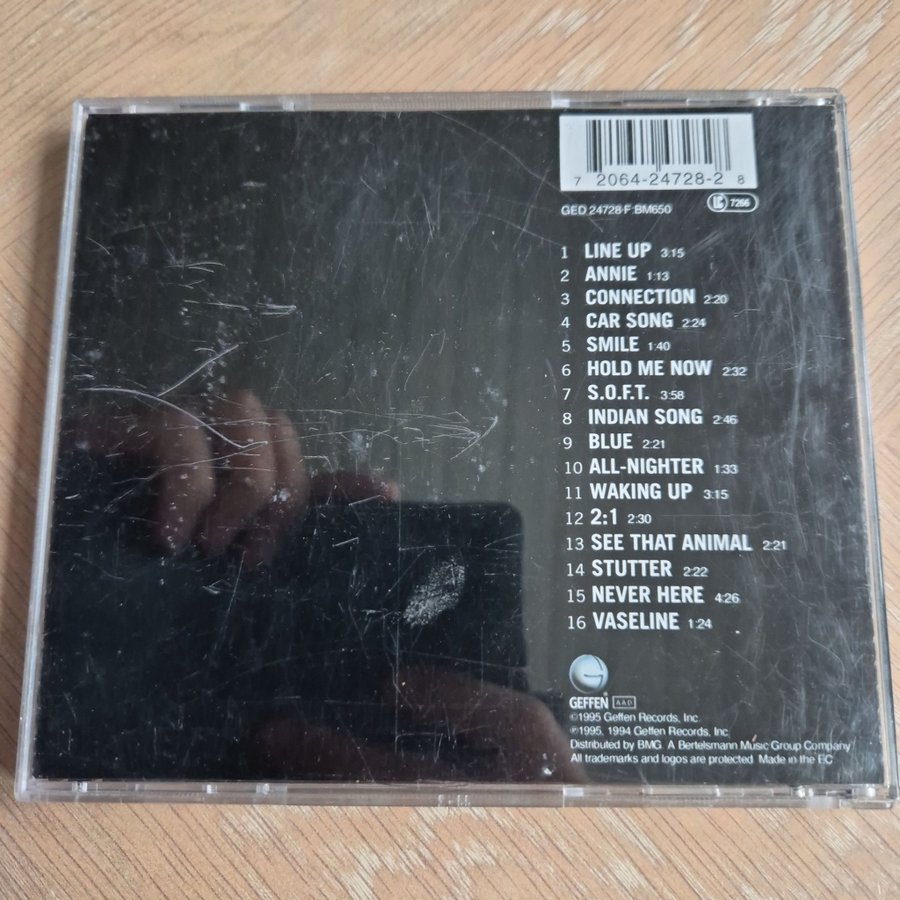 7 2064-24728-2 8
GED 24728·F:BM650
LC 7266
1 LINE UP 3:15
2 ANNIE 1:13
3 CONNECTION 2:20
4 CAR SONG 2:24
5 SMILE 1:40
6 HOLD ME NOW 2:32
7 S.O.F.T. 3:58
8 INDIAN SONG 2:46
9 BLUE 2:21
10 ALL-NIGHTER 1:33
11 WAKING UP 3:15
12 2:1 2:30
13 SEE THAT ANIMAL 2:21
14 STUTTER 2:22
15 NEVER HERE 4:26
16 VASELINE 1:24
GEFFEN® AAD
©1995 Geffen Records, Inc.
℗1995, 1994 Geffen Records, Inc.
Distributed by BMG. A Bertelsmann Music Group Company
All trademarks and logos are protected Made in the EC